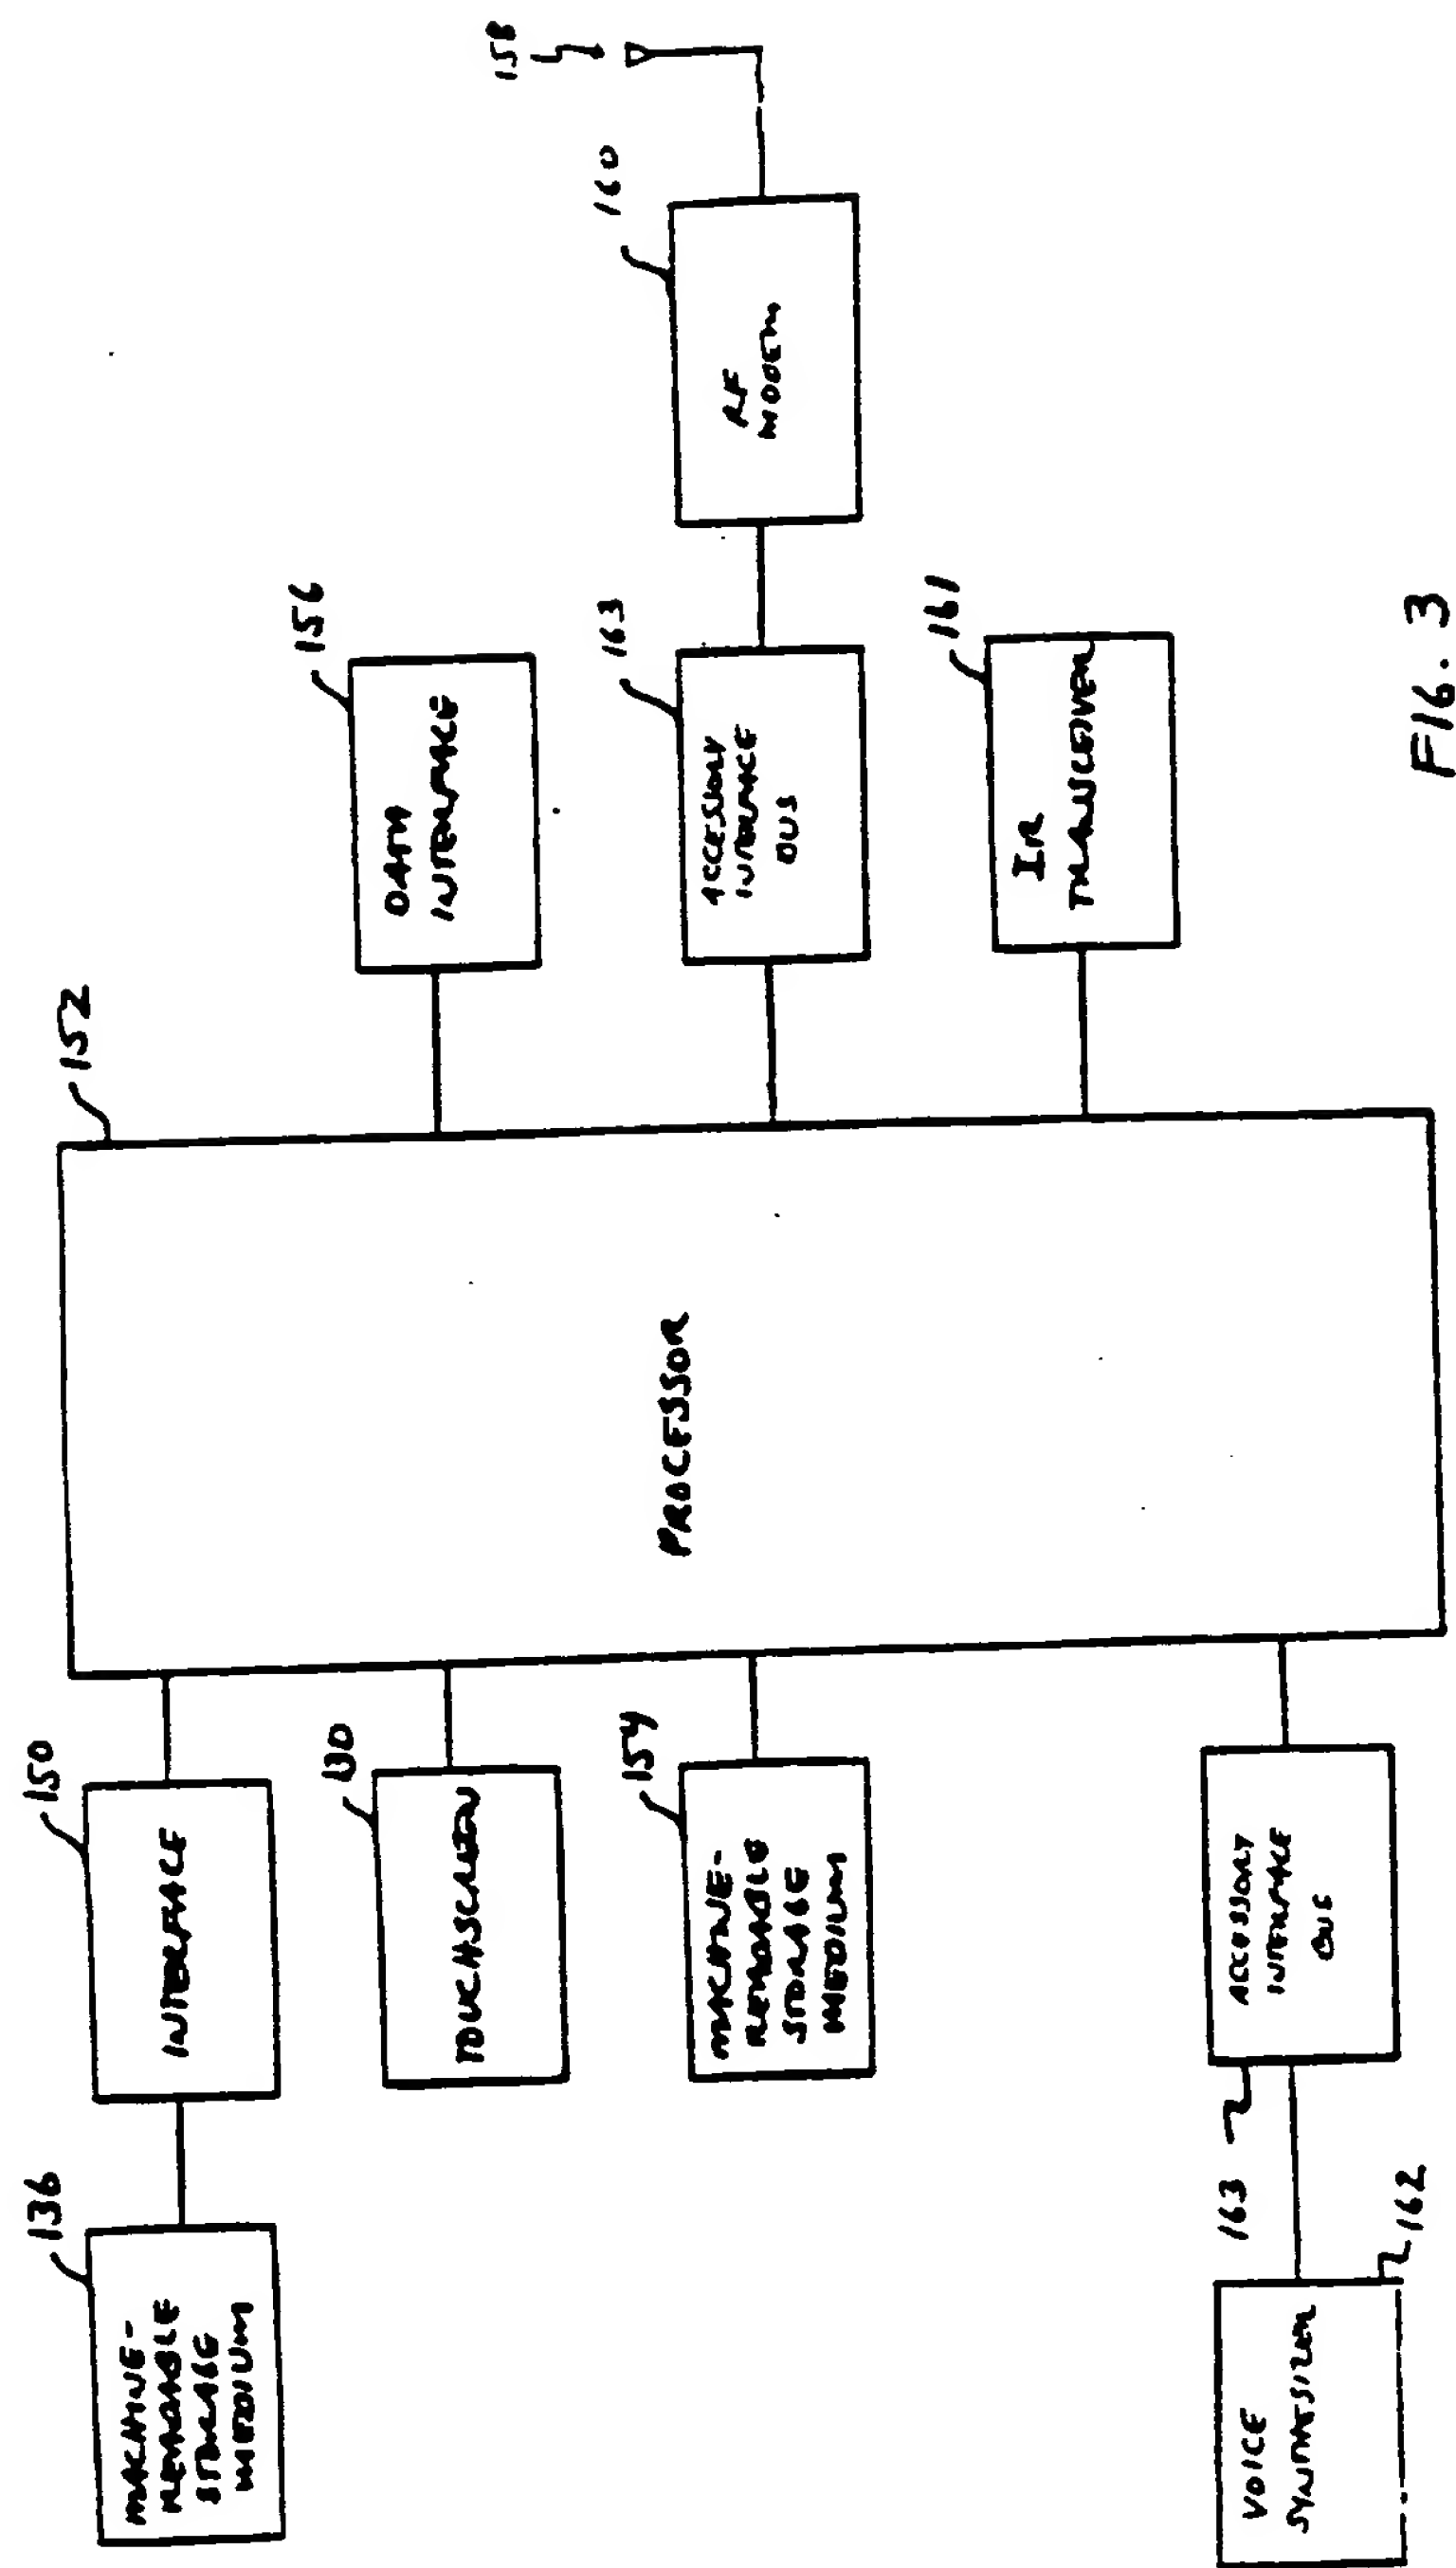 136
MACHINE-
READABLE
STORAGE
MEDIUM
150
INTERFACE
152
PROCESSOR
130
TOUCHSCREEN
154
MACHINE-
READABLE
STORAGE
MEDIUM
156
DATA
INTERFACE
163
ACCESSORY
INTERFACE
BUS
160
RF
MODEM
158
161
IR
TRANSCEIVER
163
ACCESSORY
INTERFACE
BUS
162
VOICE
SYNTHESIZER
FIG. 3